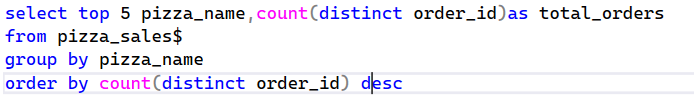 select top 5 pizza_name,count(distinct order_id)as total_orders
from pizza_sales$
group by pizza_name
order by count(distinct order_id) desc